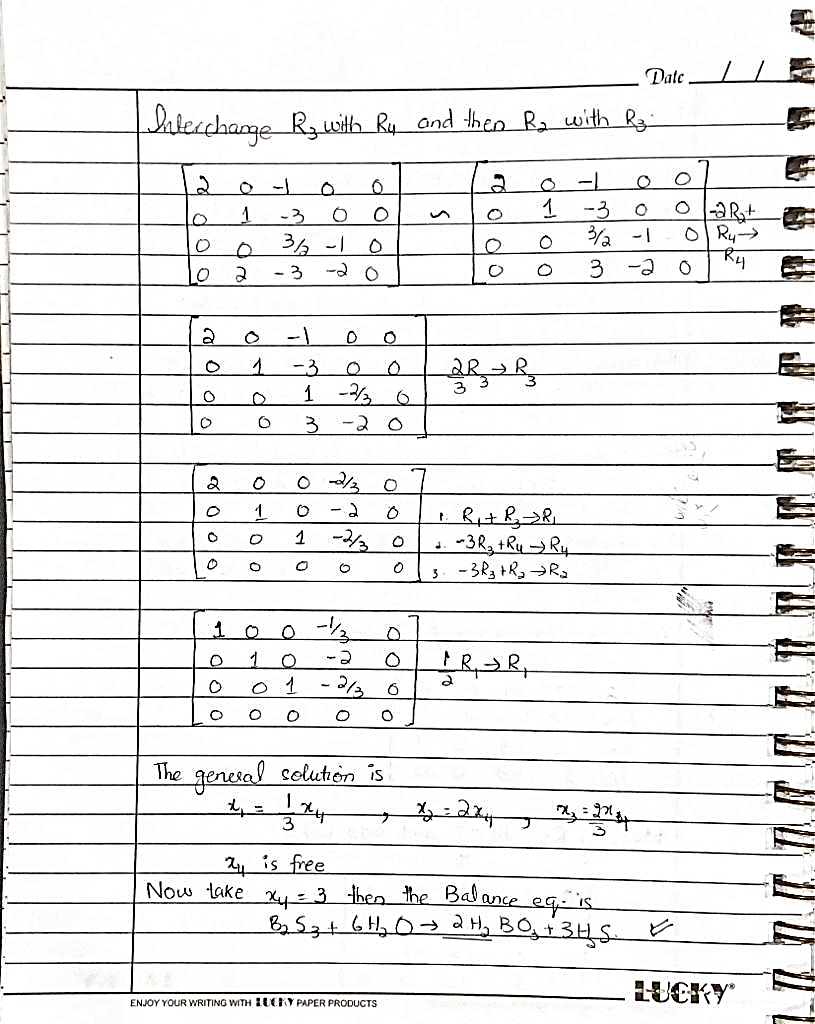 Date / /
Interchange R3 with R4 and then R2 with R3.
2 0 -1 0 0
0 1 -3 0 0
0 0 3/2 -1 0
0 2 -3 -2 0
~
2 0 -1 0 0
0 1 -3 0 0
0 0 3/2 -1 0
0 0 3 -2 0
-2R2+
R4→
R4
2 0 -1 0 0
0 1 -3 0 0
0 0 1 -2/3 0
0 0 3 -2 0
2/3 R3 → R3
2 0 0 -2/3 0
0 1 0 -2 0
0 0 1 -2/3 0
0 0 0 0 0
1. R1 + R3 → R1
2. -3R3 + R4 → R4
3. -3R3 + R2 → R2
1 0 0 -1/3 0
0 1 0 -2 0
0 0 1 -2/3 0
0 0 0 0 0
1/2 R1 → R1
The general solution is
x1 = 1/3 x4 , x2 = 2x4 , x3 = 2x4/3
x4 is free
Now take x4 = 3 then the Balance eq. is
B2S3 + 6H2O → 2H2BO3 + 3H2S.
LUCKY
ENJOY YOUR WRITING WITH LUCKY PAPER PRODUCTS